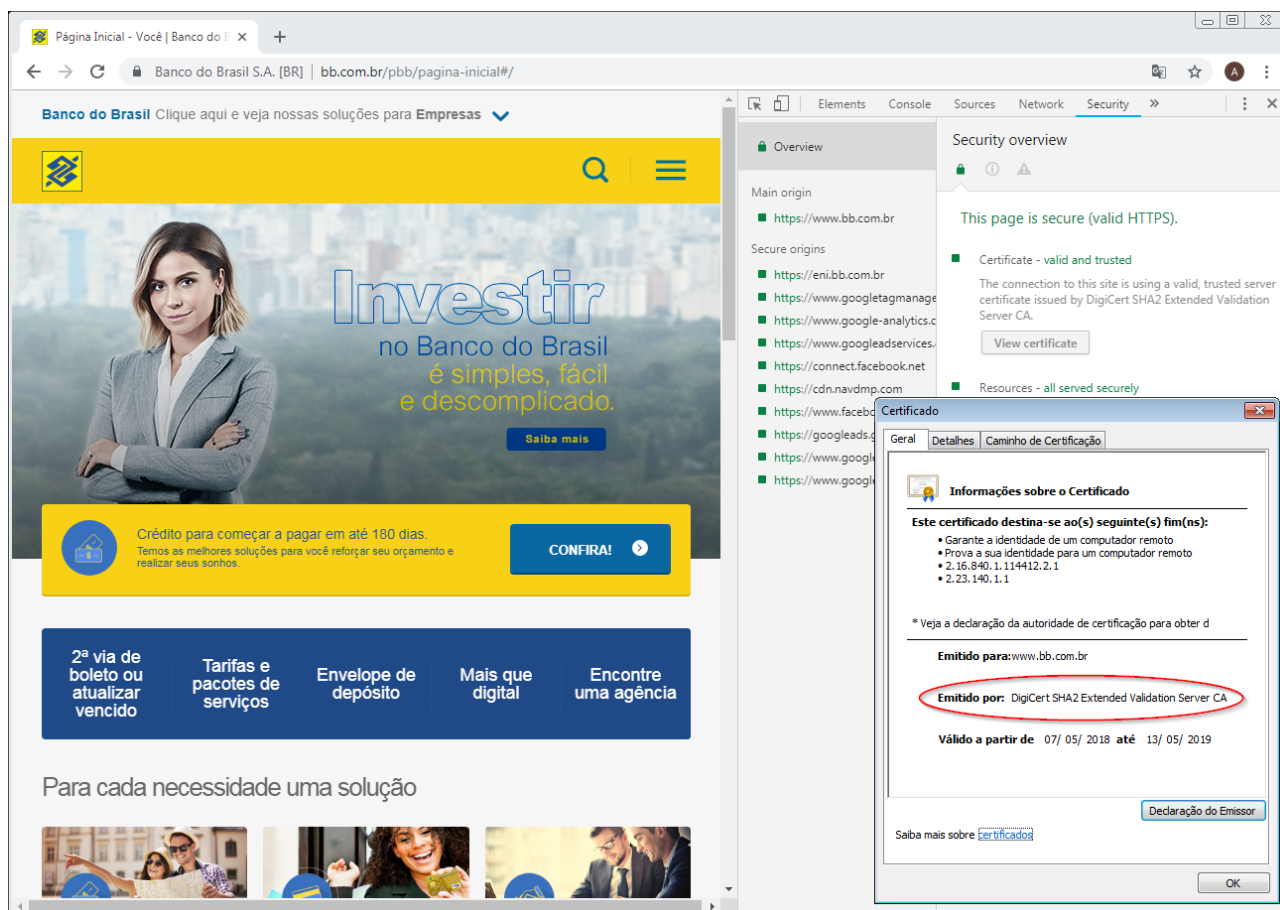 Página Inicial - Você | Banco do B
Banco do Brasil S.A. [BR] | bb.com.br/pbb/pagina-inicial#/
A
Banco do Brasil Clique aqui e veja nossas soluções para Empresas
Investir
no Banco do Brasil
é simples, fácil
e descomplicado.
Saiba mais
Crédito para começar a pagar em até 180 dias.
Temos as melhores soluções para você reforçar seu orçamento e
realizar seus sonhos.
CONFIRA!
2ª via de
boleto ou
atualizar
vencido
Tarifas e
pacotes de
serviços
Envelope de
depósito
Mais que
digital
Encontre
uma agência
Para cada necessidade uma solução
Elements Console Sources Network Security »
Overview
Main origin
https://www.bb.com.br
Secure origins
https://eni.bb.com.br
https://www.googletagmanage
https://www.google-analytics.c
https://www.googleadservices.
https://connect.facebook.net
https://cdn.navdmp.com
https://www.facebo
https://googleads.g
https://www.googl
https://www.googl
Security overview
This page is secure (valid HTTPS).
Certificate - valid and trusted
The connection to this site is using a valid, trusted server
certificate issued by DigiCert SHA2 Extended Validation
Server CA.
View certificate
Resources - all served securely
Certificado
Geral Detalhes Caminho de Certificação
Informações sobre o Certificado
Este certificado destina-se ao(s) seguinte(s) fim(ns):
• Garante a identidade de um computador remoto
• Prova a sua identidade para um computador remoto
• 2.16.840.1.114412.2.1
• 2.23.140.1.1
* Veja a declaração da autoridade de certificação para obter d
Emitido para: www.bb.com.br
Emitido por: DigiCert SHA2 Extended Validation Server CA
Válido a partir de 07/ 05/ 2018 até 13/ 05/ 2019
Declaração do Emissor
Saiba mais sobre certificados
OK